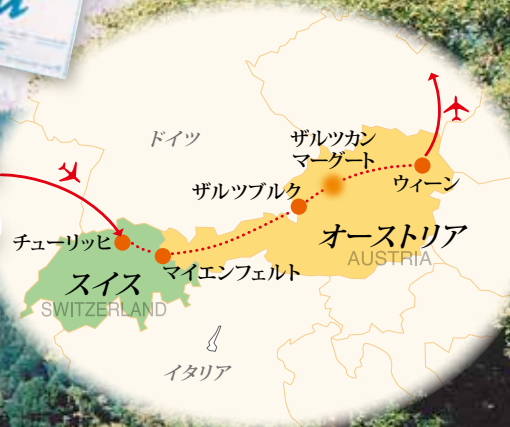 ドイツ
ザルツカン
マーグート
ザルツブルク
ウィーン
チューリッヒ
オーストリア
AUSTRIA
マイエンフェルト
スイス
SWITZERLAND
イタリア